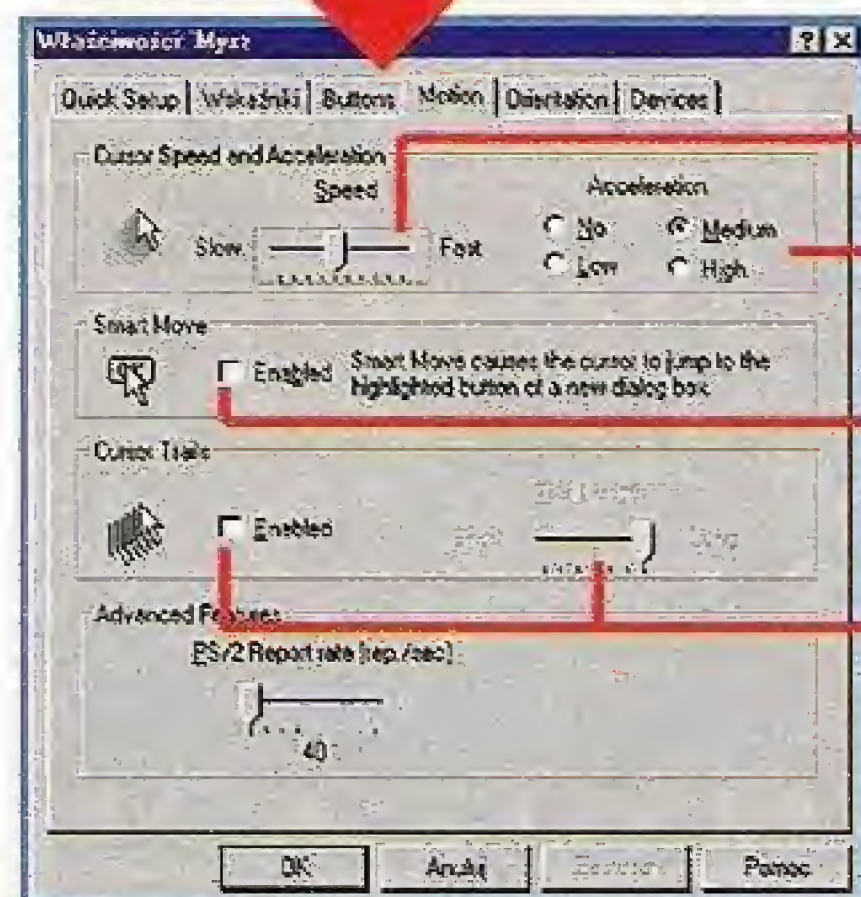 Właściwości: Mysz
Quick Setup Wskaźniki Buttons Motion Orientation Devices
Cursor Speed and Acceleration
Speed
Acceleration
Slow Fast
No Medium
Low High
Smart Move
Enabled Smart Move causes the cursor to jump to the
highlighted button of a new dialog box.
Cursor Trails
Enabled
Advanced Features
PS/2 Report rate [rep./sec]
40
OK Anuluj Pomoc